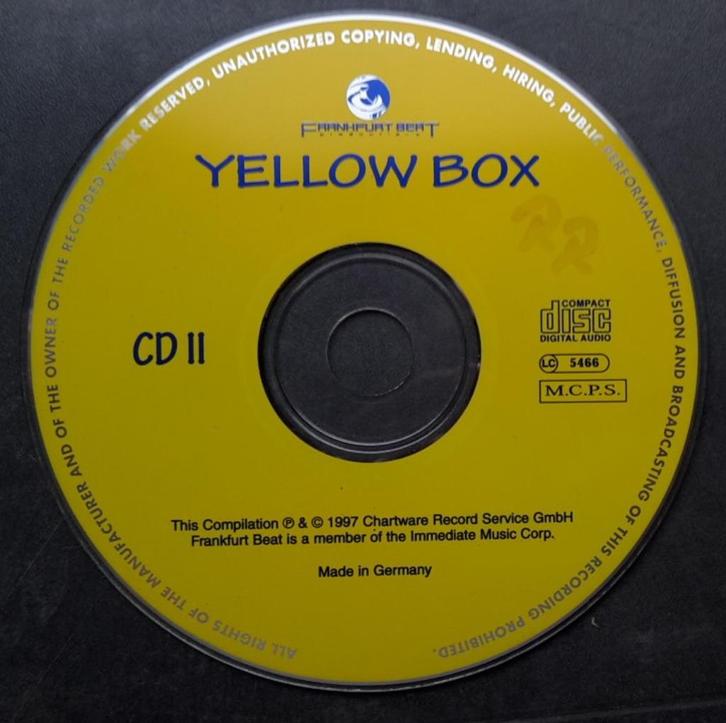 ALL RIGHTS OF THE MANUFACTURER AND OF THE OWNER OF THE RECORDED WORK RESERVED, UNAUTHORIZED COPYING, LENDING, HIRING, PUBLIC PERFORMANCE, DIFFUSION AND BROADCASTING OF THIS RECORDING PROHIBITED.
FRANKFURT BEAT
PRODUCTIONS
YELLOW BOX
RR
CD II
COMPACT
disc
DIGITAL AUDIO
LC 5466
M.C.P.S.
This Compilation ℗ & © 1997 Chartware Record Service GmbH
Frankfurt Beat is a member of the Immediate Music Corp.
Made in Germany